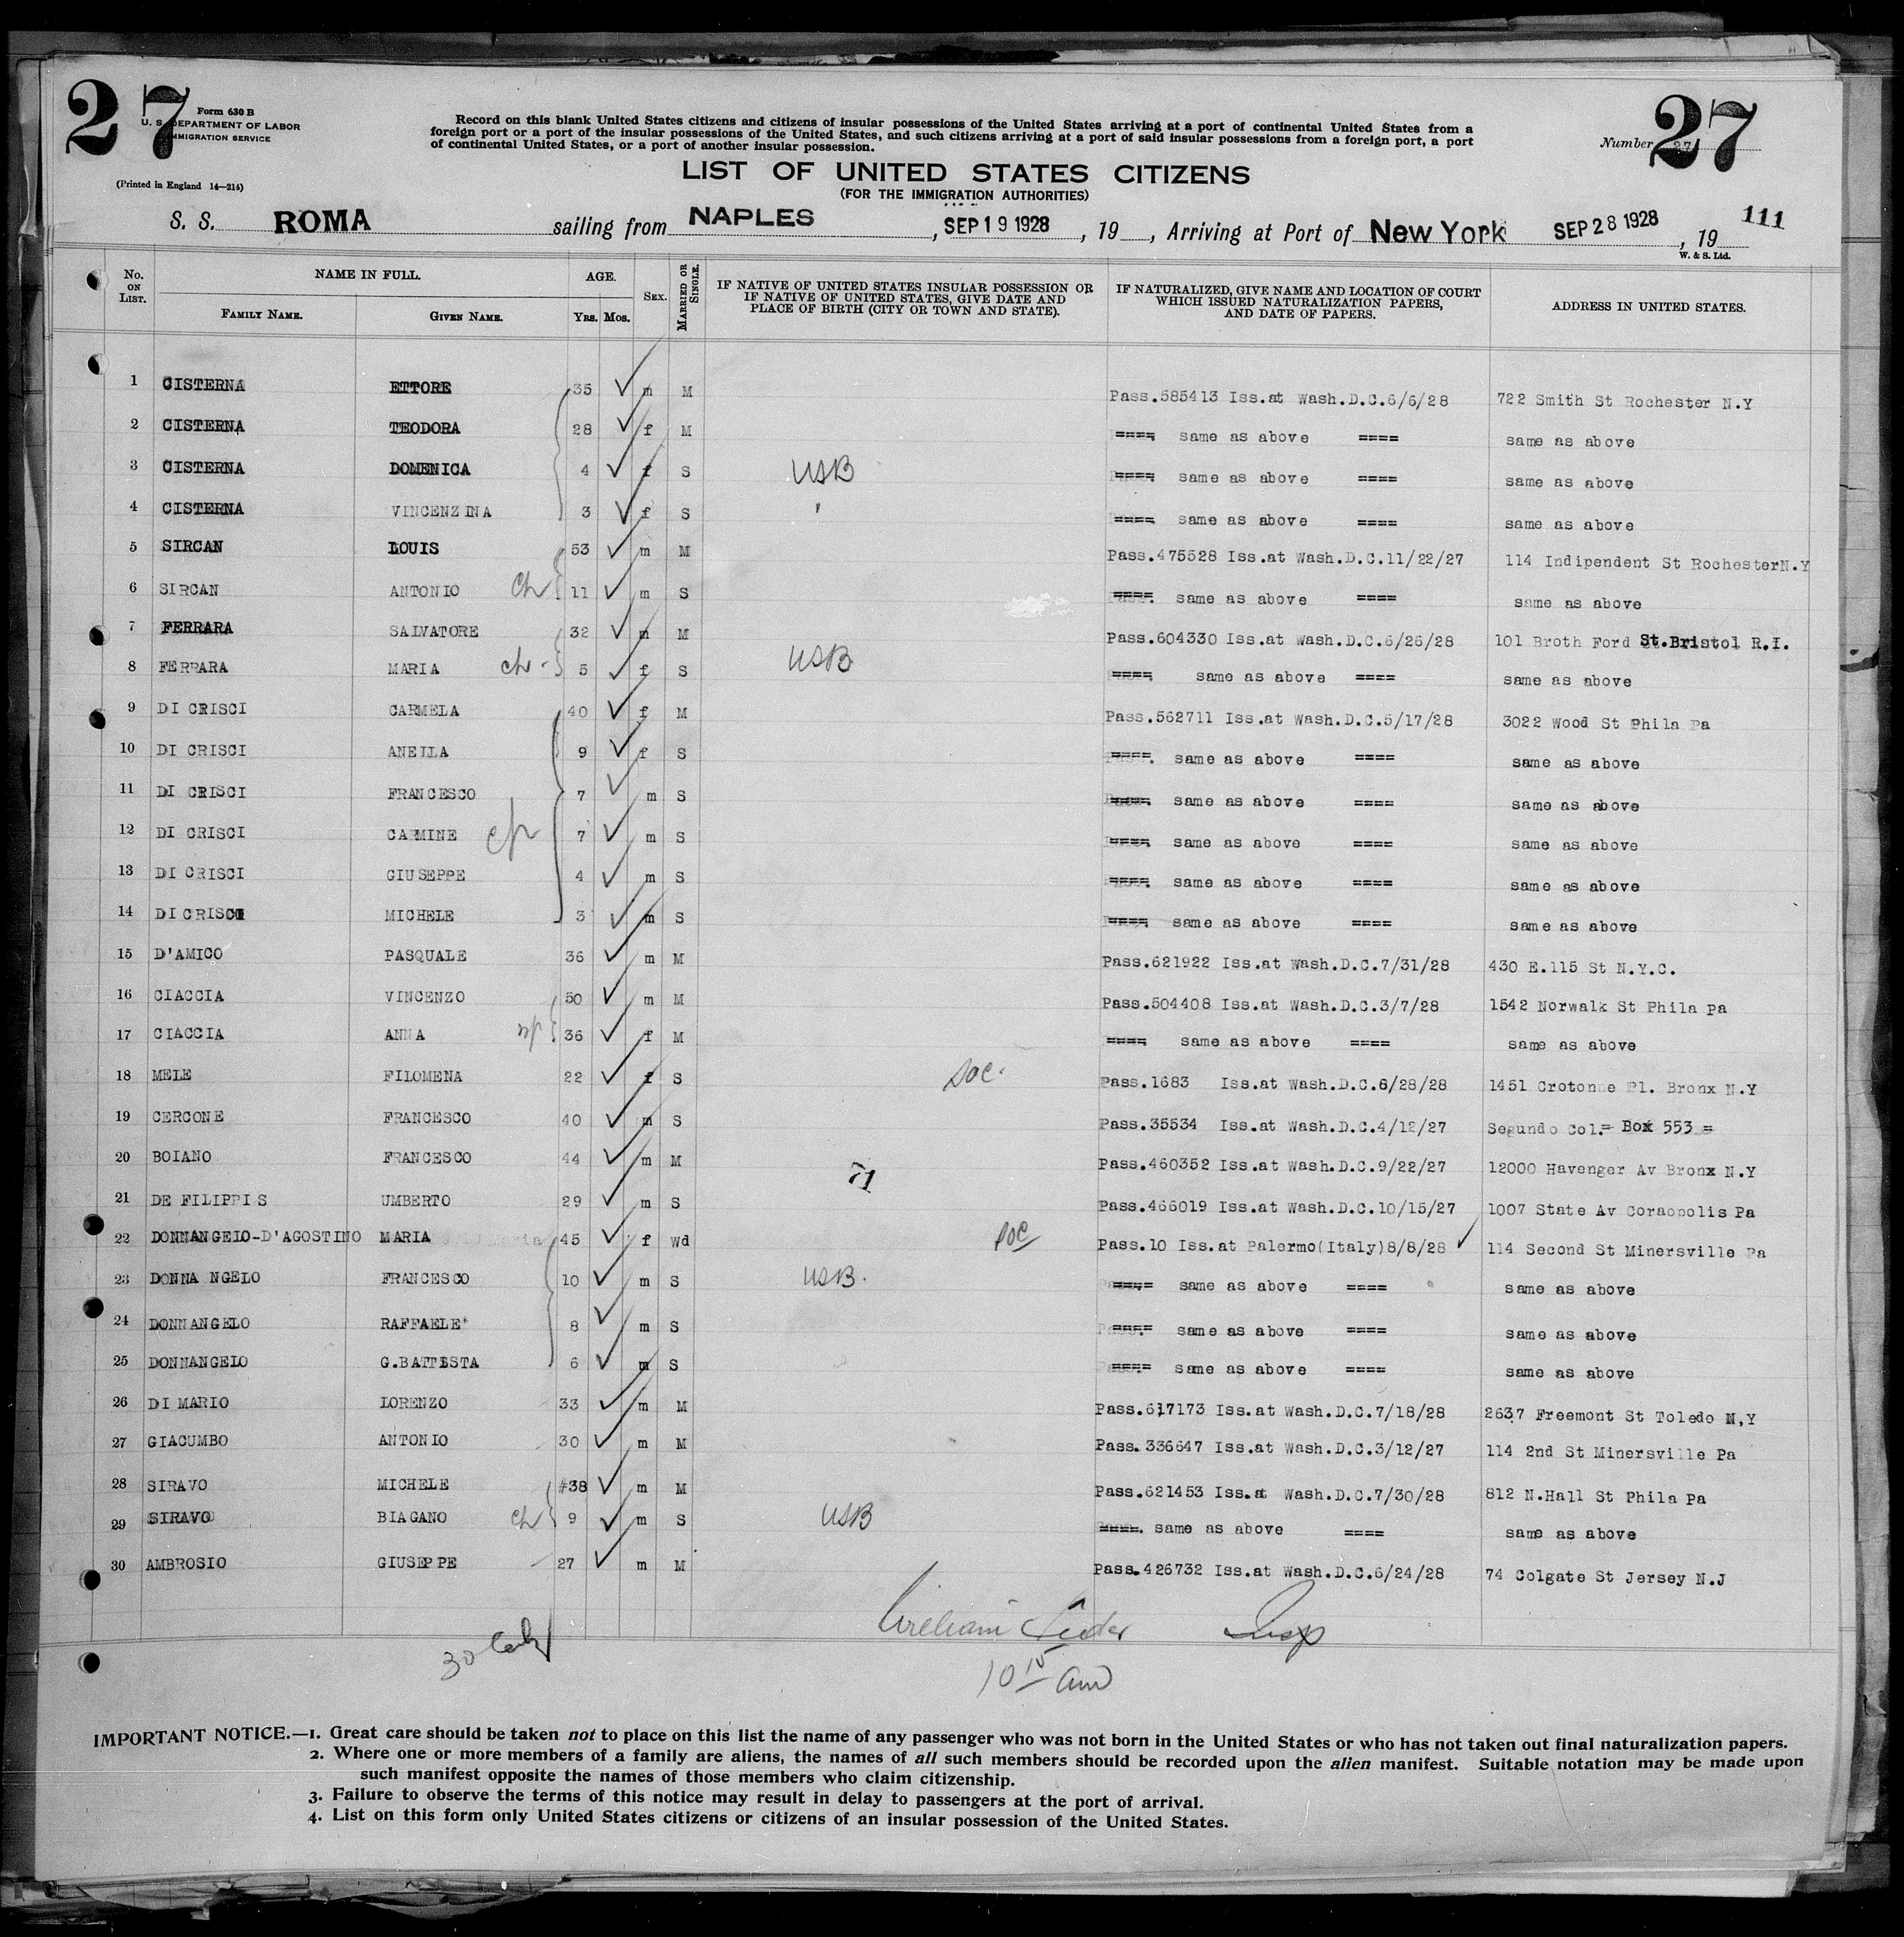 27
Form 630 B
U. S. DEPARTMENT OF LABOR
IMMIGRATION SERVICE
(Printed in England 14—214)
Record on this blank United States citizens and citizens of insular possessions of the United States arriving at a port of continental United States from a
foreign port or a port of the insular possessions of the United States, and such citizens arriving at a port of said insular possessions from a foreign port, a port
of continental United States, or a port of another insular possession.
Number 27
27
LIST OF UNITED STATES CITIZENS
(FOR THE IMMIGRATION AUTHORITIES)
S. S. ROMA sailing from NAPLES, SEP 19 1928, 19 , Arriving at Port of New York SEP 28 1928, 19
111
W. & S. Ltd.
No. ON LIST. NAME IN FULL. FAMILY NAME. GIVEN NAME. AGE. YRS. MOS. SEX. MARRIED OR SINGLE. IF NATIVE OF UNITED STATES INSULAR POSSESSION OR IF NATIVE OF UNITED STATES, GIVE DATE AND PLACE OF BIRTH (CITY OR TOWN AND STATE). IF NATURALIZED, GIVE NAME AND LOCATION OF COURT WHICH ISSUED NATURALIZATION PAPERS, AND DATE OF PAPERS. ADDRESS IN UNITED STATES.
1 CISTERNA ETTORE 35 m M Pass.585413 Iss.at Wash.D.C.6/6/28 722 Smith St Rochester N.Y
2 CISTERNA TEODORA 28 f M ==== same as above ==== same as above
3 CISTERNA DOMENICA 4 f S USB ==== same as above ==== same as above
4 CISTERNA VINCENZINA 3 f S ==== same as above ==== same as above
5 SIRCAN LOUIS 53 m M Pass.475528 Iss.at Wash.D.C.11/22/27 114 Indipendent St RochesterN.Y
6 SIRCAN ANTONIO ch 11 m S ==== same as above ==== same as above
7 FERRARA SALVATORE 32 m M Pass.604330 Iss.at Wash.D.C.6/26/28 101 Broth Ford St.Bristol R.I.
8 FERRARA MARIA ch 5 f S USB ==== same as above ==== same as above
9 DI CRISCI CARMELA 40 f M Pass.562711 Iss.at Wash.D.C.5/17/28 3022 Wood St Phila Pa
10 DI CRISCI ANEILA 9 f S ==== same as above ==== same as above
11 DI CRISCI FRANCESCO 7 m S ==== same as above ==== same as above
12 DI CRISCI CARMINE 7 m S ==== same as above ==== same as above
13 DI CRISCI GIUSEPPE 4 m S ==== same as above ==== same as above
14 DI CRISCI MICHELE 3 m S ==== same as above ==== same as above
15 D'AMICO PASQUALE 36 m M Pass.621922 Iss.at Wash.D.C.7/31/28 430 E.115 St N.Y.C.
16 CIACCIA VINCENZO 50 m M Pass.504408 Iss.at Wash.D.C.3/7/28 1542 Norwalk St Phila Pa
17 CIACCIA ANNA 36 f M ==== same as above ==== same as above
18 MELE FILOMENA 22 f S Pass.1683 Iss.at Wash.D.C.6/28/28 1451 Crotonne Pl. Bronx N.Y
19 CERCONE FRANCESCO 40 m S Pass.35534 Iss.at Wash.D.C.4/12/27 Segundo Col.= Box 553 =
20 BOIANO FRANCESCO 44 m M 71 Pass.460352 Iss.at Wash.D.C.9/22/27 12000 Havenger Av Bronx N.Y
21 DE FILIPPIS UMBERTO 29 m S Pass.466019 Iss.at Wash.D.C.10/15/27 1007 State Av Coraopolis Pa
22 DONNANGELO-D'AGOSTINO MARIA 45 f Wd Pass.10 Iss.at Palermo(Italy)8/8/28 114 Second St Minersville Pa
23 DONNA NGELO FRANCESCO 10 m S USB. ==== same as above ==== same as above
24 DONNANGELO RAFFAELE 8 m S ==== same as above ==== same as above
25 DONNANGELO G.BATTISTA 6 m S ==== same as above ==== same as above
26 DI MARIO LORENZO 33 m M Pass.617173 Iss.at Wash.D.C.7/18/28 2637 Freemont St Toledo N,Y
27 GIACUMBO ANTONIO 30 m M Pass.336647 Iss.at Wash.D.C.3/12/27 114 2nd St Minersville Pa
28 SIRAVO MICHELE #38 m M Pass.621453 Iss.at Wash.D.C.7/30/28 812 N.Hall St Phila Pa
29 SIRAVO BIAGANO ch 9 m S USB ====. same as above ==== same as above
30 AMBROSIO GIUSEPPE 27 m M Pass.426732 Iss.at Wash.D.C.6/24/28 74 Colgate St Jersey N.J
William Insp
30
10 15 am
IMPORTANT NOTICE.—1. Great care should be taken not to place on this list the name of any passenger who was not born in the United States or who has not taken out final naturalization papers.
2. Where one or more members of a family are aliens, the names of all such members should be recorded upon the alien manifest. Suitable notation may be made upon
such manifest opposite the names of those members who claim citizenship.
3. Failure to observe the terms of this notice may result in delay to passengers at the port of arrival.
4. List on this form only United States citizens or citizens of an insular possession of the United States.